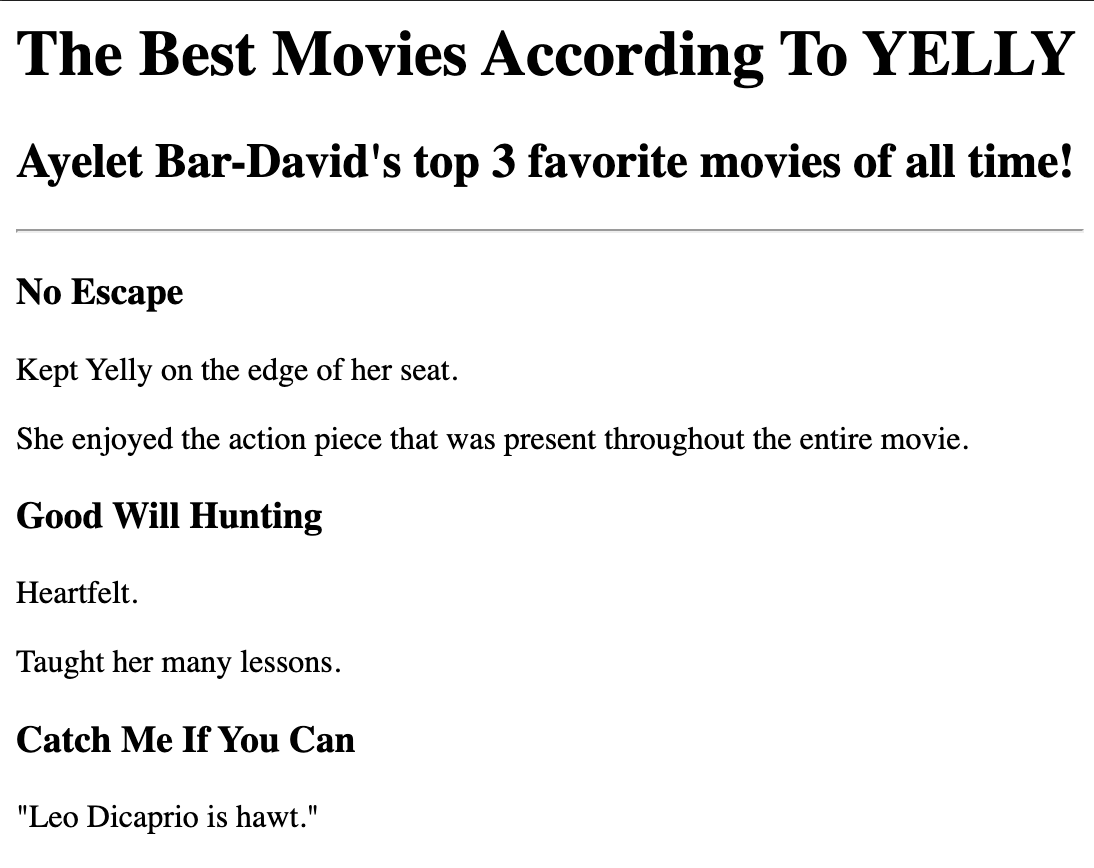 The Best Movies According To YELLY
Ayelet Bar-David's top 3 favorite movies of all time!
No Escape
Kept Yelly on the edge of her seat.
She enjoyed the action piece that was present throughout the entire movie.
Good Will Hunting
Heartfelt.
Taught her many lessons.
Catch Me If You Can
"Leo Dicaprio is hawt."